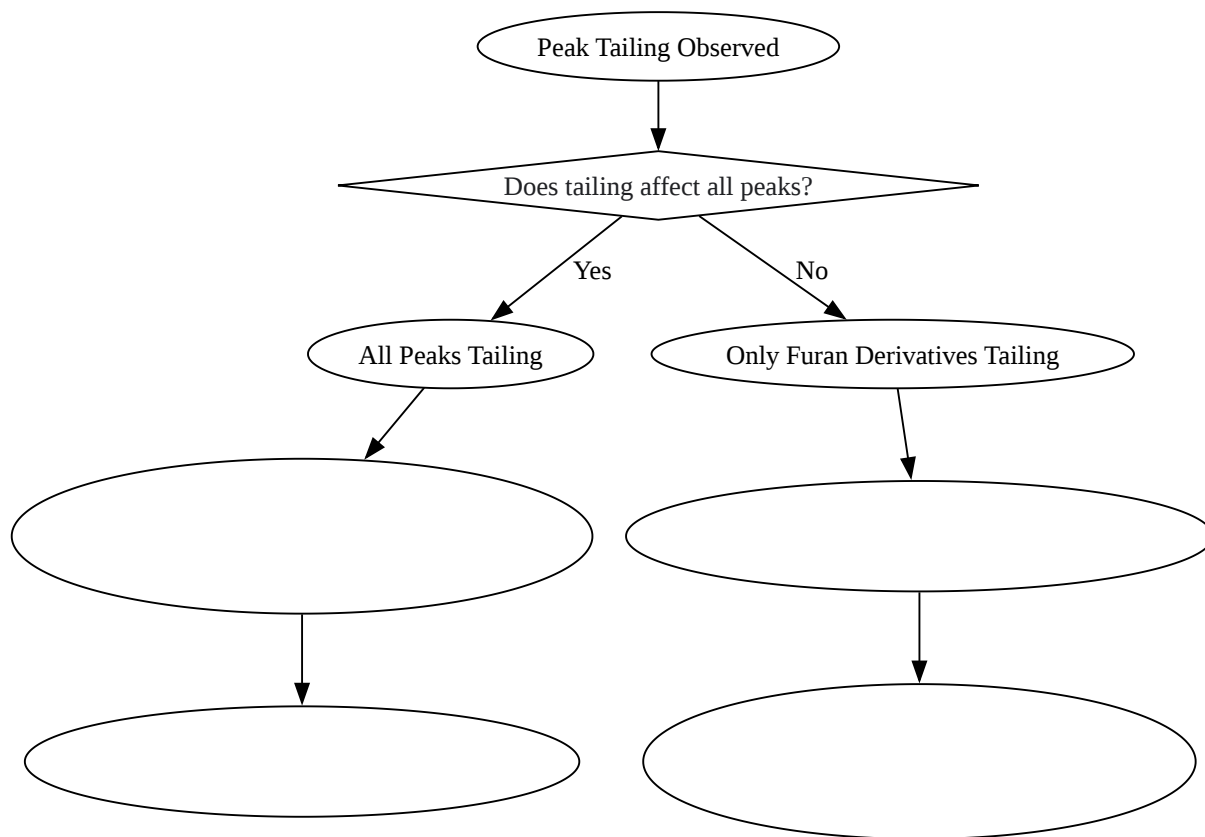 Peak Tailing Observed
Does tailing affect all peaks?
Yes
No
All Peaks Tailing
Only Furan Derivatives Tailing